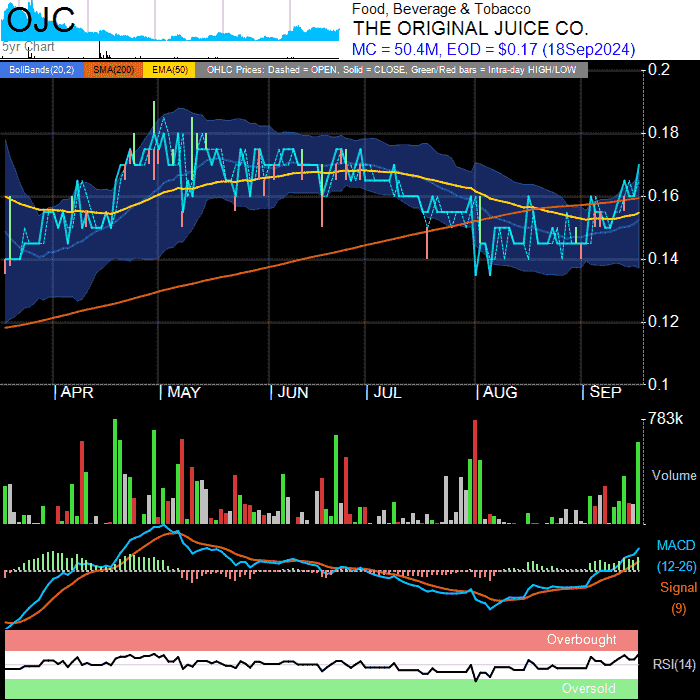 OJC
5yr Chart
Food, Beverage & Tobacco
THE ORIGINAL JUICE CO.
MC = 50.4M, EOD = $0.17 (18Sep2024)
BollBands(20,2) SMA(200) EMA(50) OHLC Prices: Dashed = OPEN, Solid = CLOSE, Green/Red bars = Intra-day HIGH/LOW
0.2
0.18
0.16
0.14
0.12
0.1
APR MAY JUN JUL AUG SEP
783k
Volume
MACD
(12-26)
Signal
(9)
Overbought
RSI(14)
Oversold